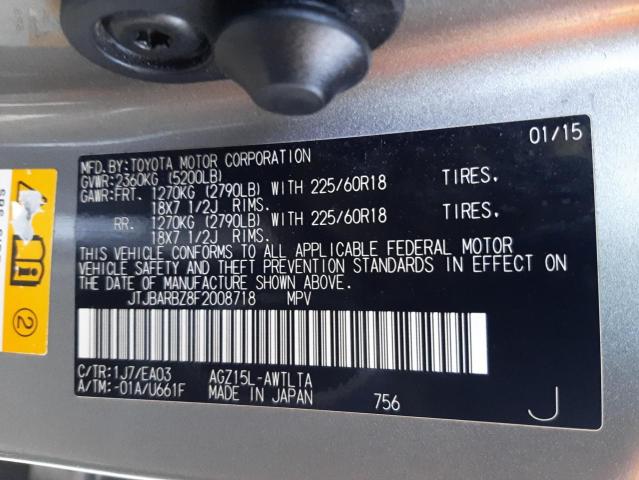 01/15
MFD.BY:TOYOTA MOTOR CORPORATION
GVWR:2360KG (5200LB)
GAWR:FRT. 1270KG (2790LB) WITH 225/60R18 TIRES.
18X7 1/2J RIMS.
RR. 1270KG (2790LB) WITH 225/60R18 TIRES.
18X7 1/2J RIMS.
THIS VEHICLE CONFORMS TO ALL APPLICABLE FEDERAL MOTOR
VEHICLE SAFETY AND THEFT PREVENTION STANDARDS IN EFFECT ON
THE DATE OF MANUFACTURE SHOWN ABOVE.
JTJBARBZ8F2008718 MPV
C/TR:1J7/EA03 AGZ15L-AWTLTA
A/TM:-01A/U661F MADE IN JAPAN 756 J
2